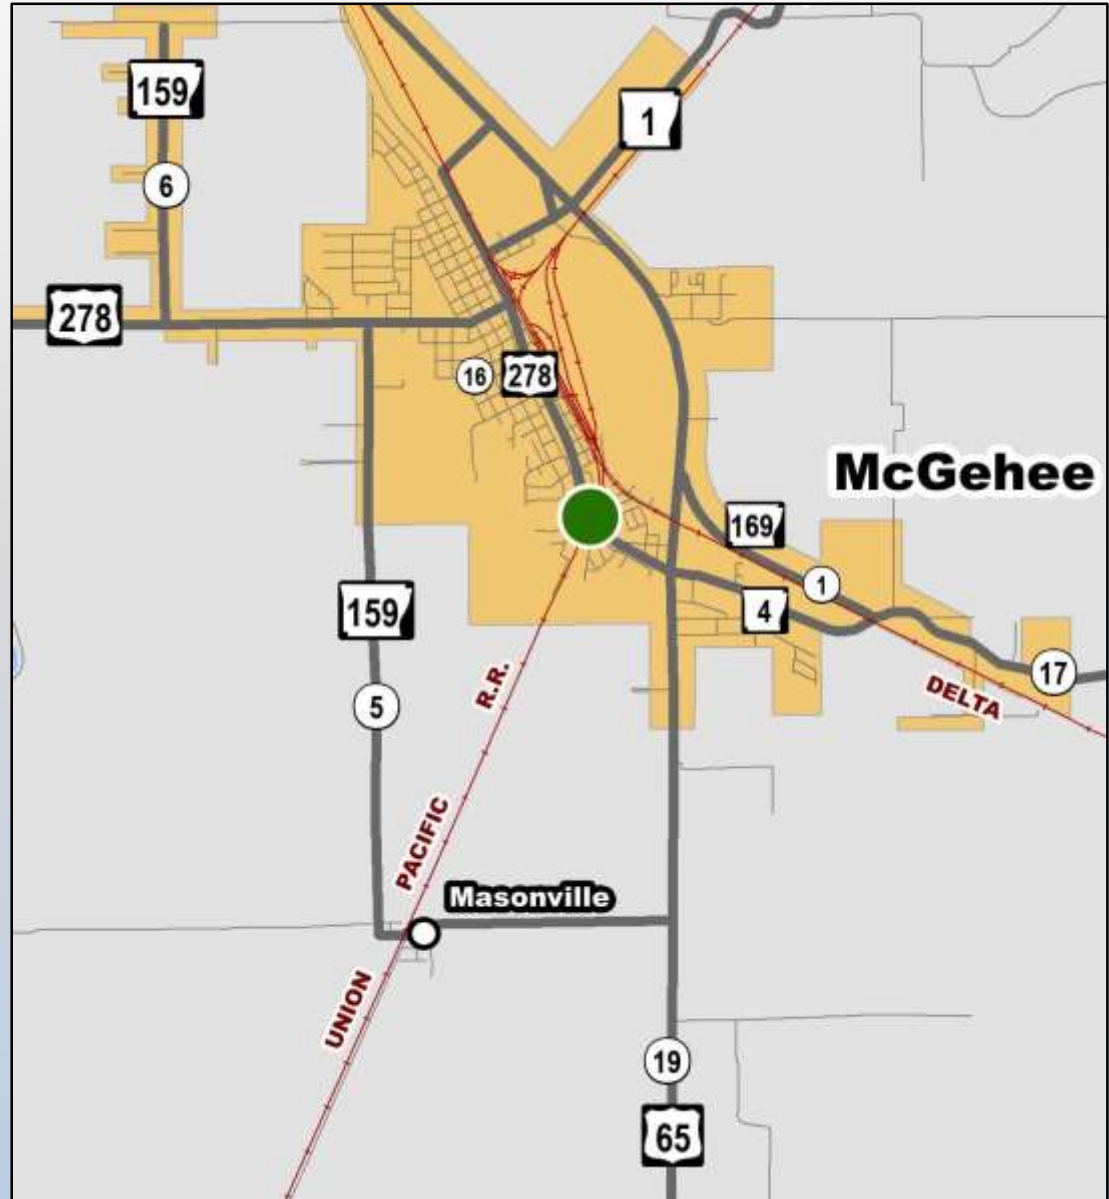 159
1
6
278
16
278
McGehee
169
1
159
4
17
5
R.R.
DELTA
PACIFIC
Masonville
UNION
19
65